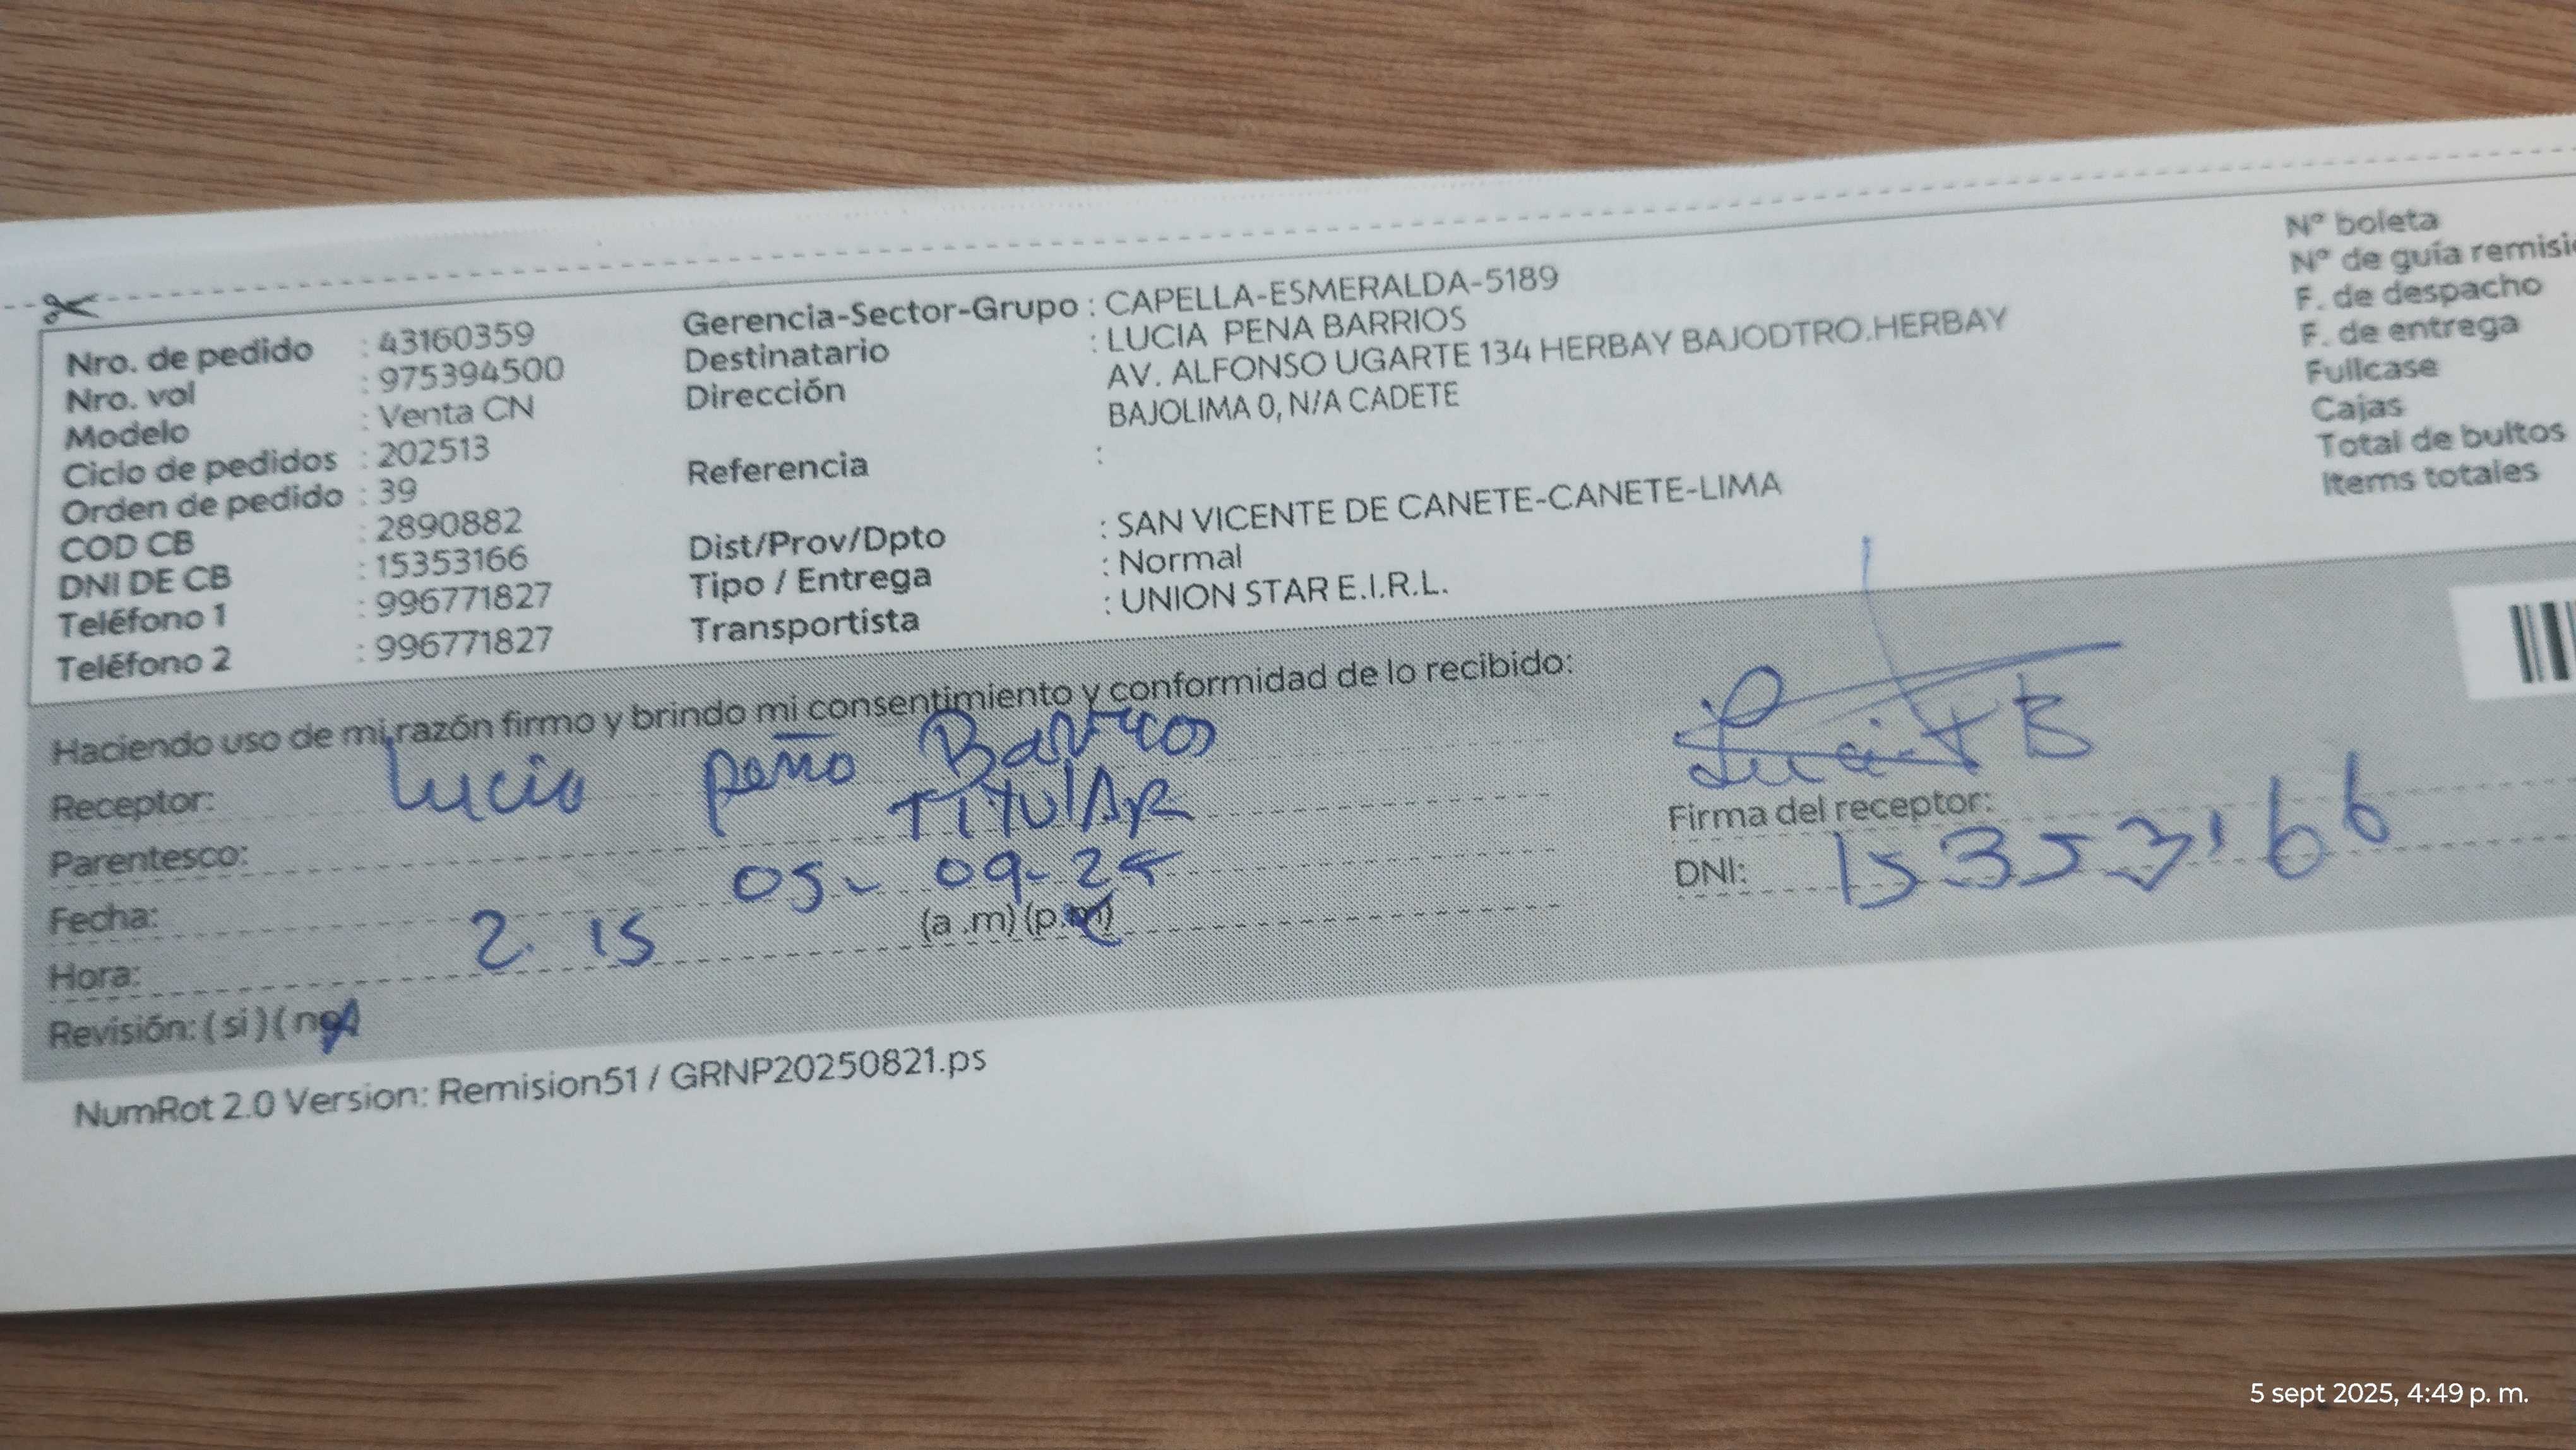 Nro. de pedido : 43160359
Nro. vol : 975394500
Modelo : Venta CN
Ciclo de pedidos : 202513
Orden de pedido : 39
COD CB : 2890882
DNI DE CB : 15353166
Teléfono 1 : 996771827
Teléfono 2 : 996771827
Gerencia-Sector-Grupo : CAPELLA-ESMERALDA-5189
Destinatario : LUCIA PENA BARRIOS
Dirección AV. ALFONSO UGARTE 134 HERBAY BAJODTRO.HERBAY
BAJOLIMA 0, N/A CADETE
Referencia :
Dist/Prov/Dpto : SAN VICENTE DE CANETE-CANETE-LIMA
Tipo / Entrega : Normal
Transportista : UNION STAR E.I.R.L.
N° boleta
N° de guía
F. de despacho
F. de entrega
Fullcase
Cajas
Total de bultos
Items totales
Haciendo uso de mi razón firmo y brindo mi consentimiento y conformidad de lo recibido:
Receptor: Lucia Peña Barrios
Parentesco: TITULAR
Fecha: 05-09-25
Hora: 2.15 (a .m) (p.m)
Revisión: ( si ) ( no
Firma del receptor:
DNI: 15353166
NumRot 2.0 Version: Remision51 / GRNP20250821.ps
5 sept 2025, 4:49 p. m.